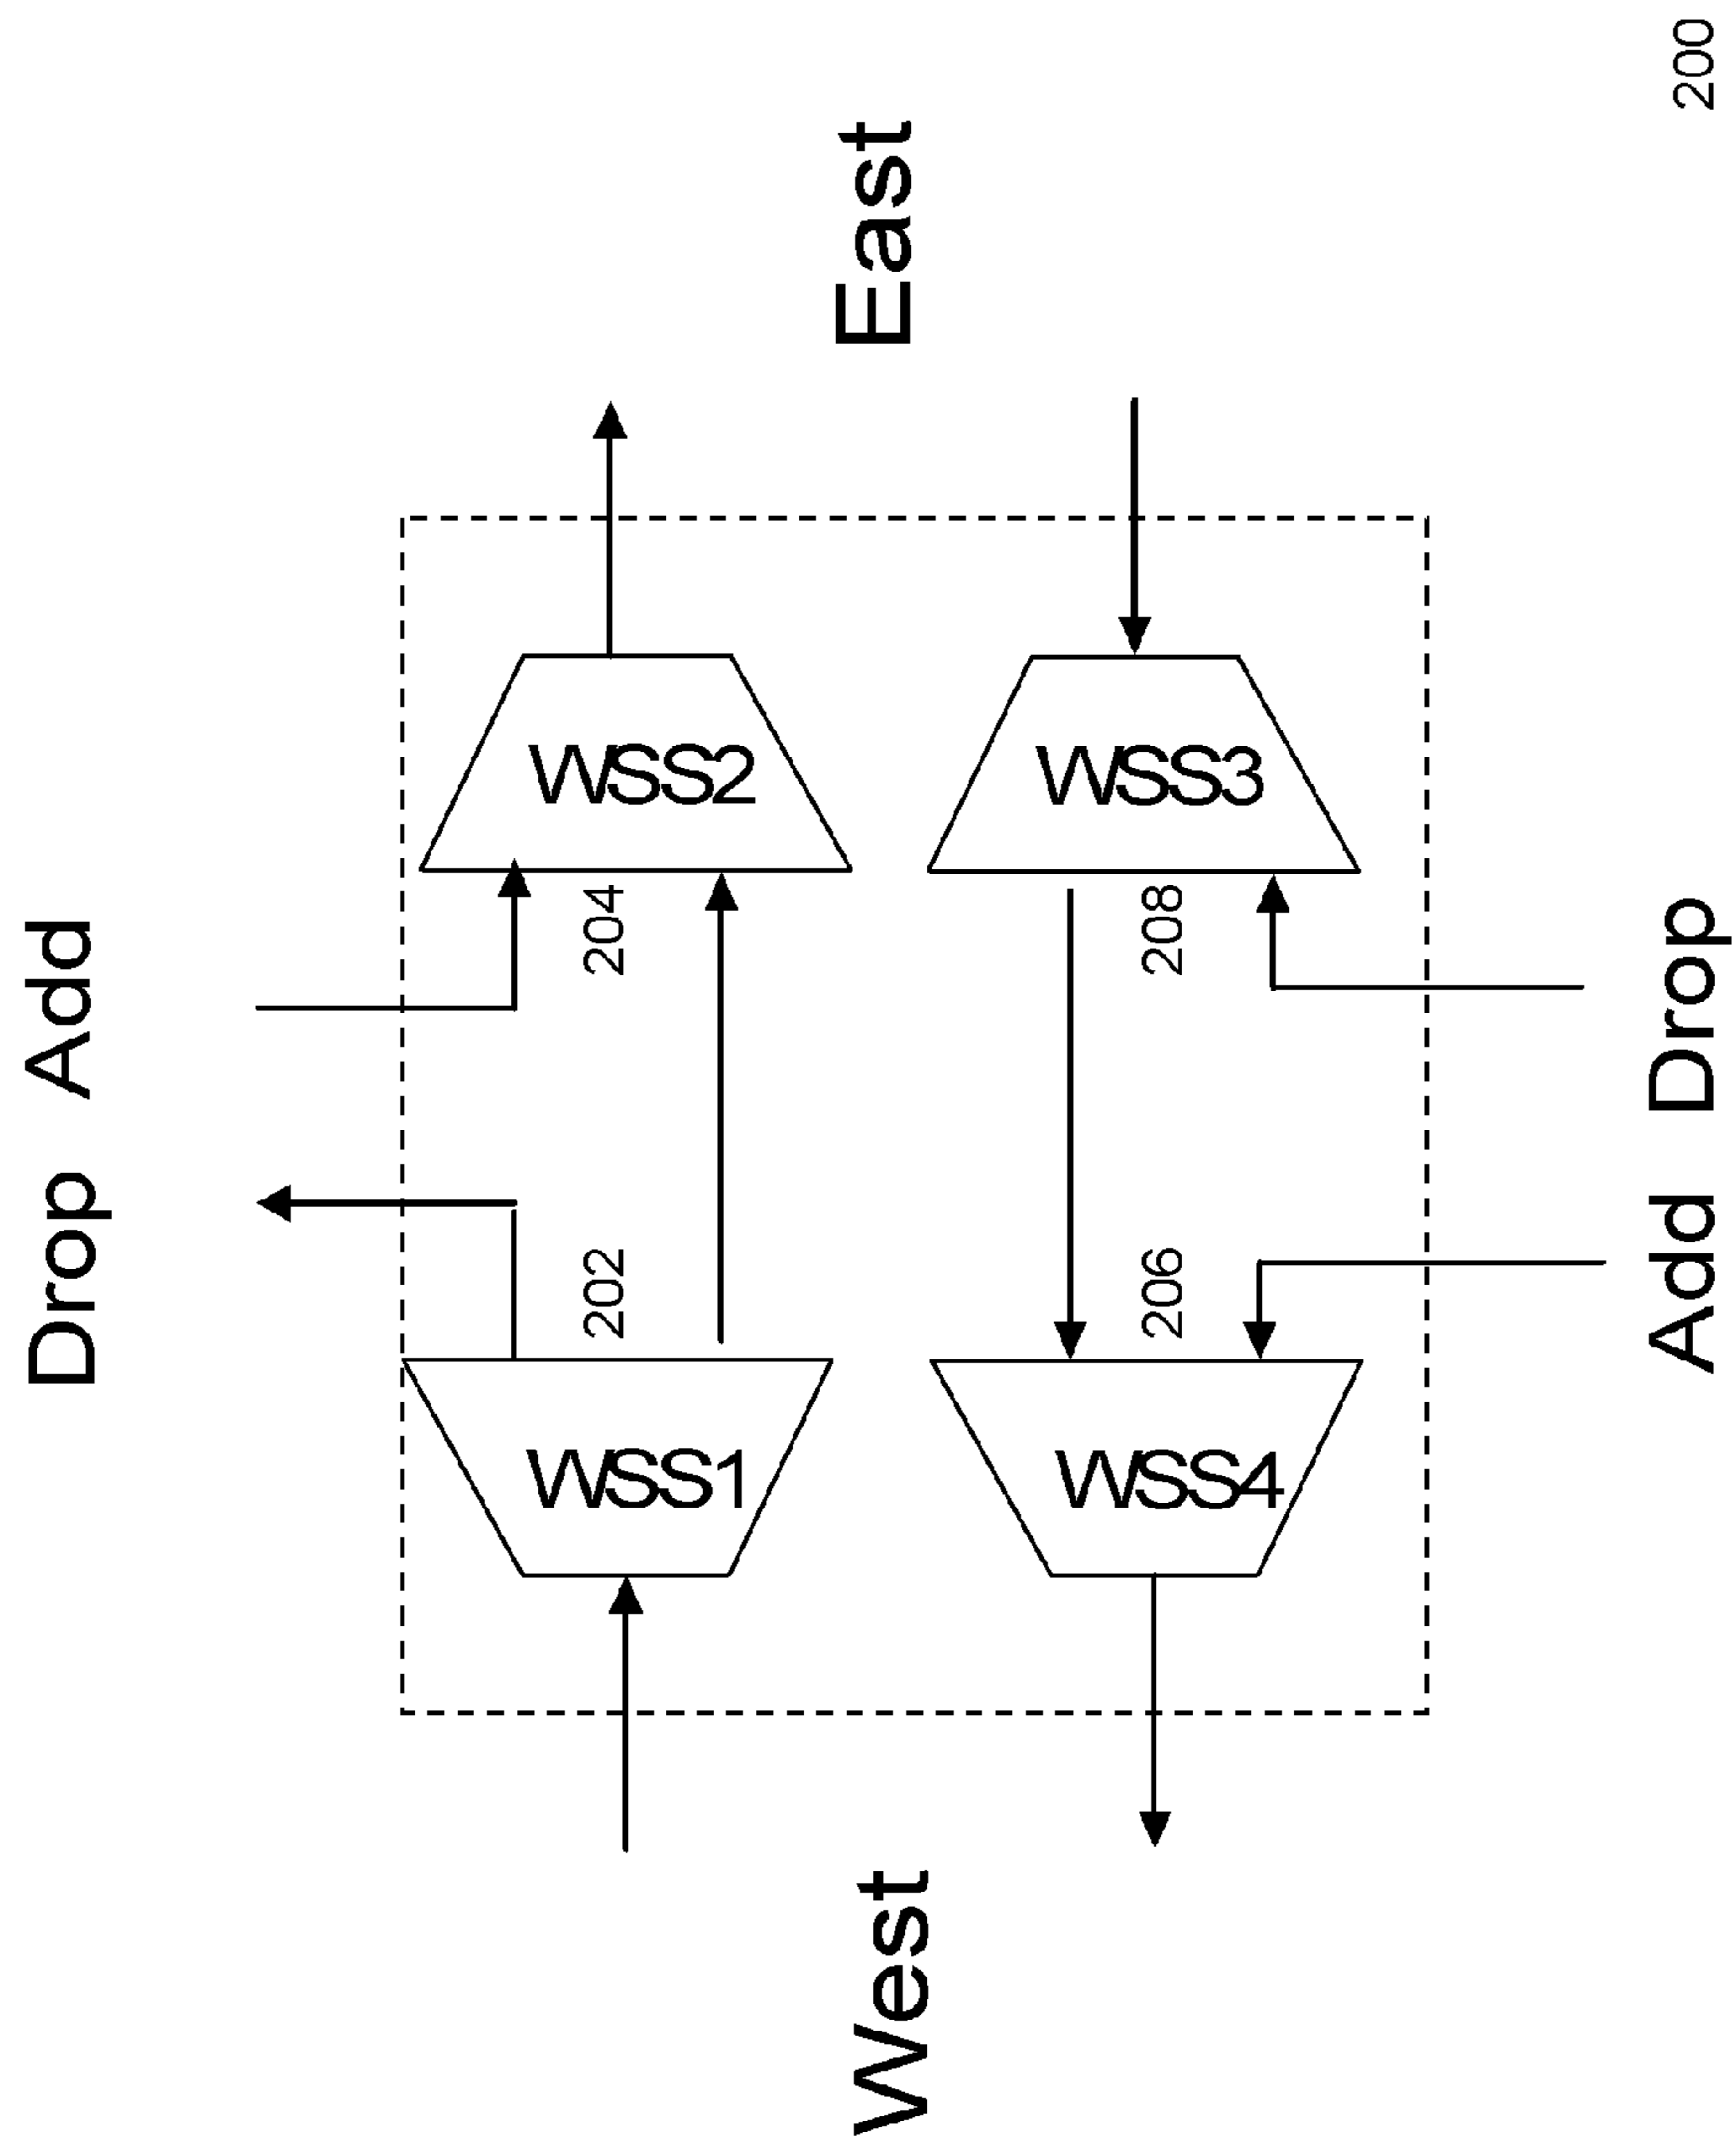 Drop Add
West
East
WSS1
202
204
WSS2
WSS4
206
208
WSS3
Add Drop
200